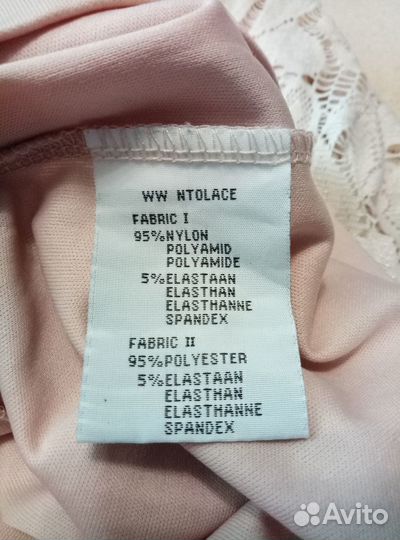 WW NTOLACE
FABRIC I
95% NYLON
POLYAMID
POLYAMIDE
5% ELASTAAN
ELASTHAN
ELASTHANNE
SPANDEX
FABRIC II
95% POLYESTER
5% ELASTAAN
ELASTHAN
ELASTHANNE
SPANDEX
Avito